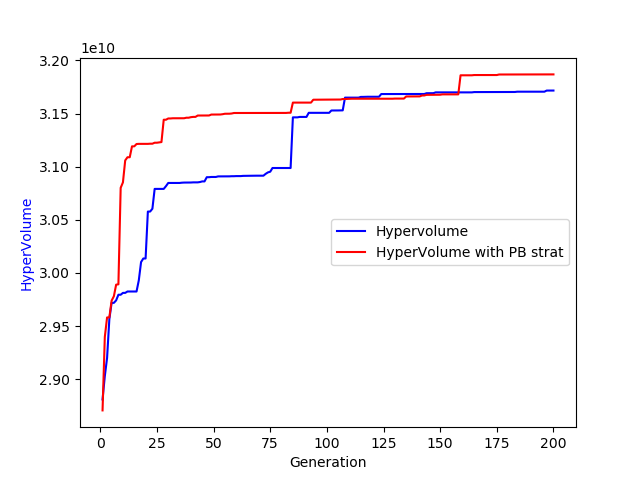 1e10
3.20
3.15
3.10
3.05
3.00
2.95
2.90
HyperVolume
Hypervolume
HyperVolume with PB strat
0 25 50 75 100 125 150 175 200
Generation